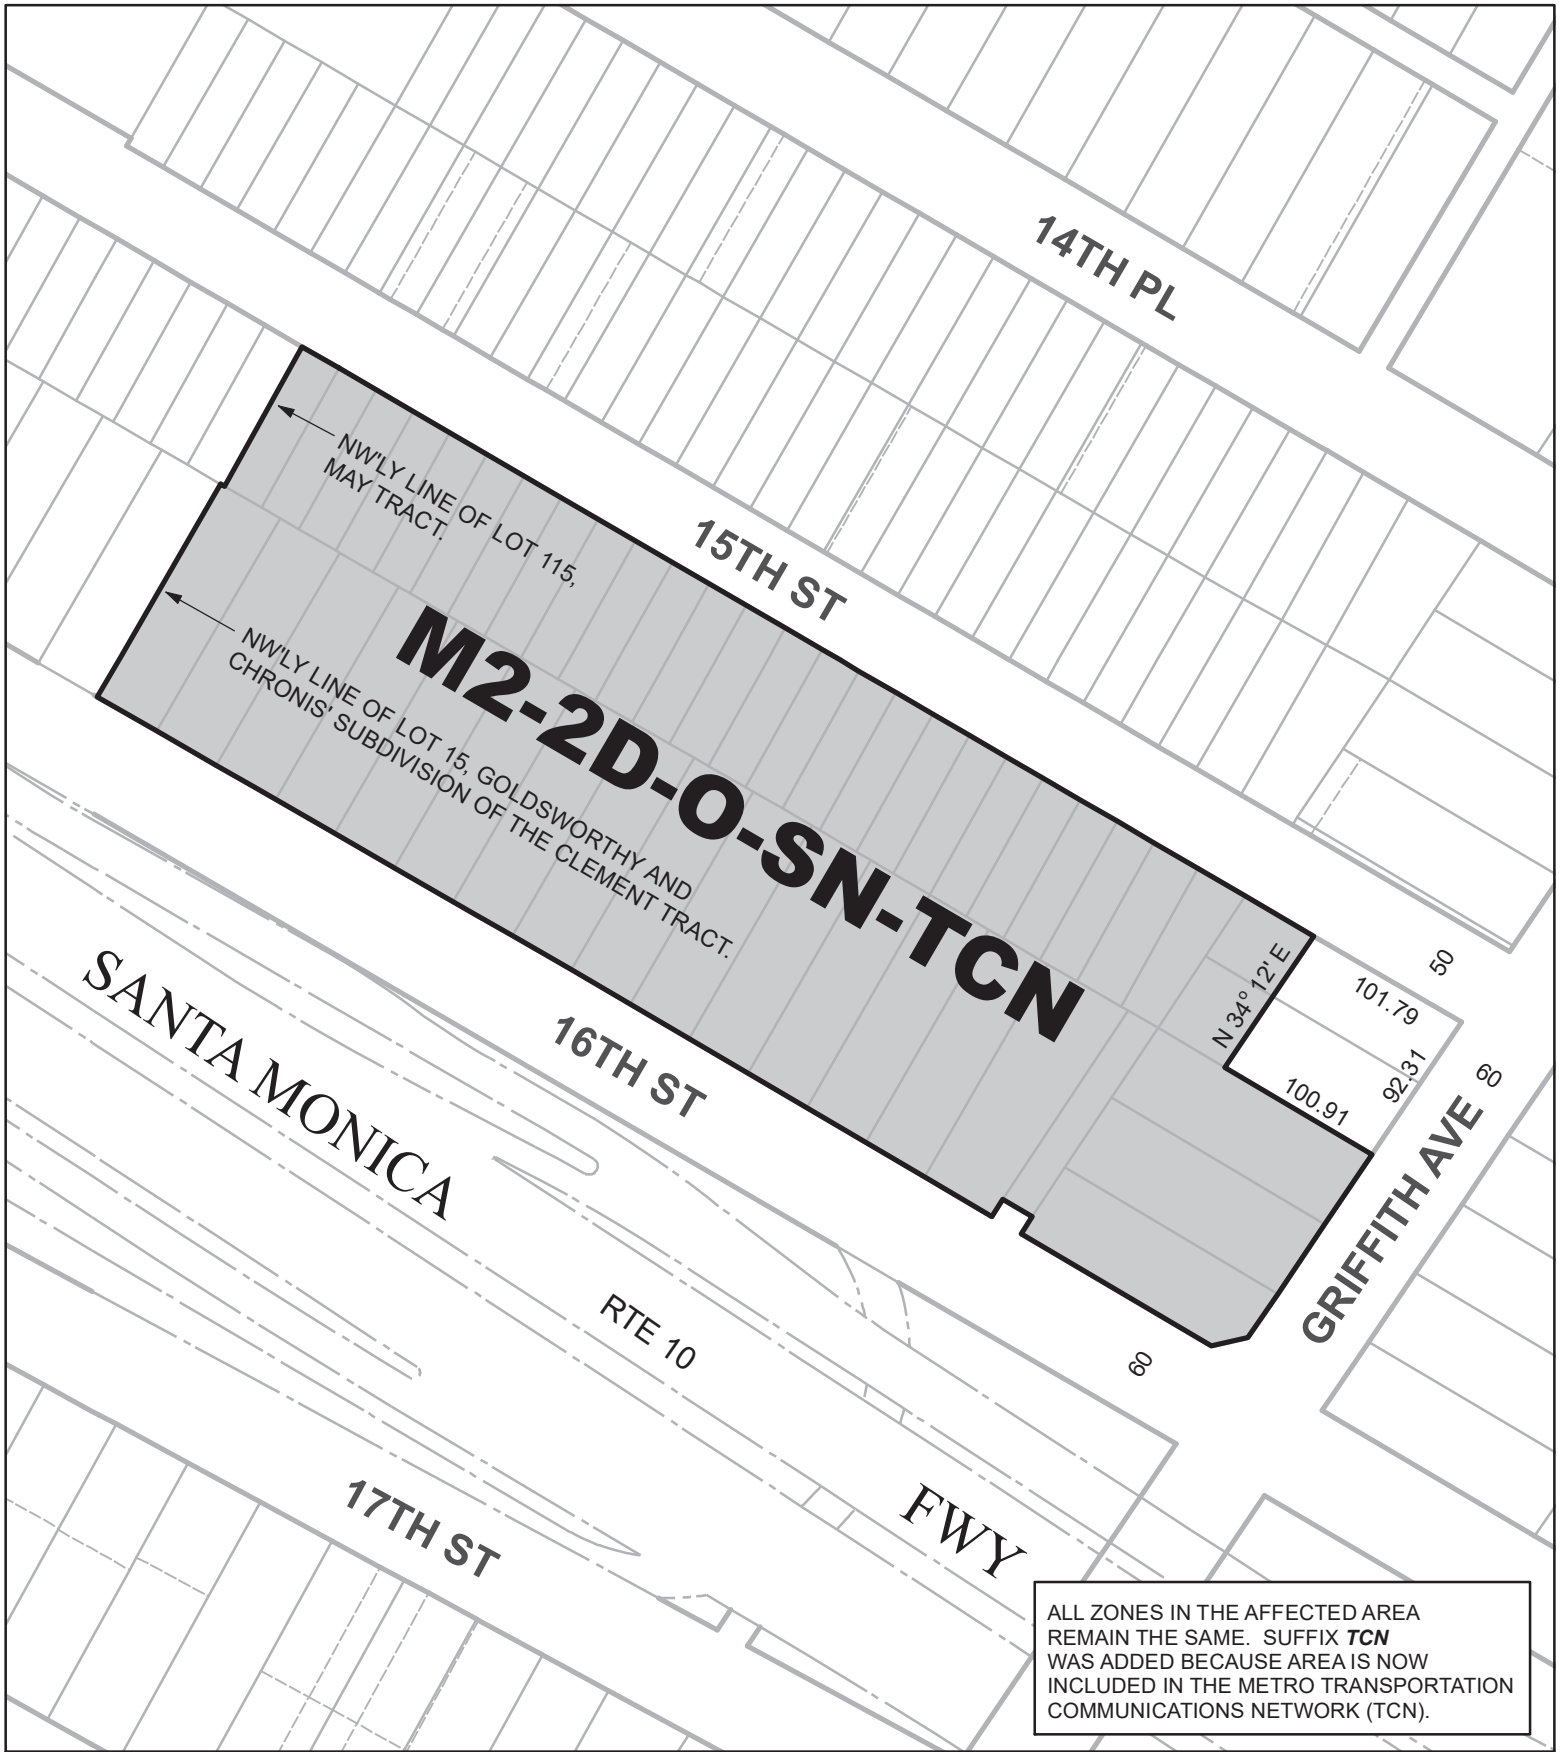 14TH PL
NW'LY LINE OF LOT 115,
MAY TRACT.
15TH ST
M2-2D-O-SN-TCN
NW'LY LINE OF LOT 15, GOLDSWORTHY AND
CHRONIS' SUBDIVISION OF THE CLEMENT TRACT.
N 34° 12' E
50
101.79
92.31
60
100.91
GRIFFITH AVE
SANTA MONICA
16TH ST
RTE 10
60
17TH ST
FWY
ALL ZONES IN THE AFFECTED AREA
REMAIN THE SAME. SUFFIX TCN
WAS ADDED BECAUSE AREA IS NOW
INCLUDED IN THE METRO TRANSPORTATION
COMMUNICATIONS NETWORK (TCN).